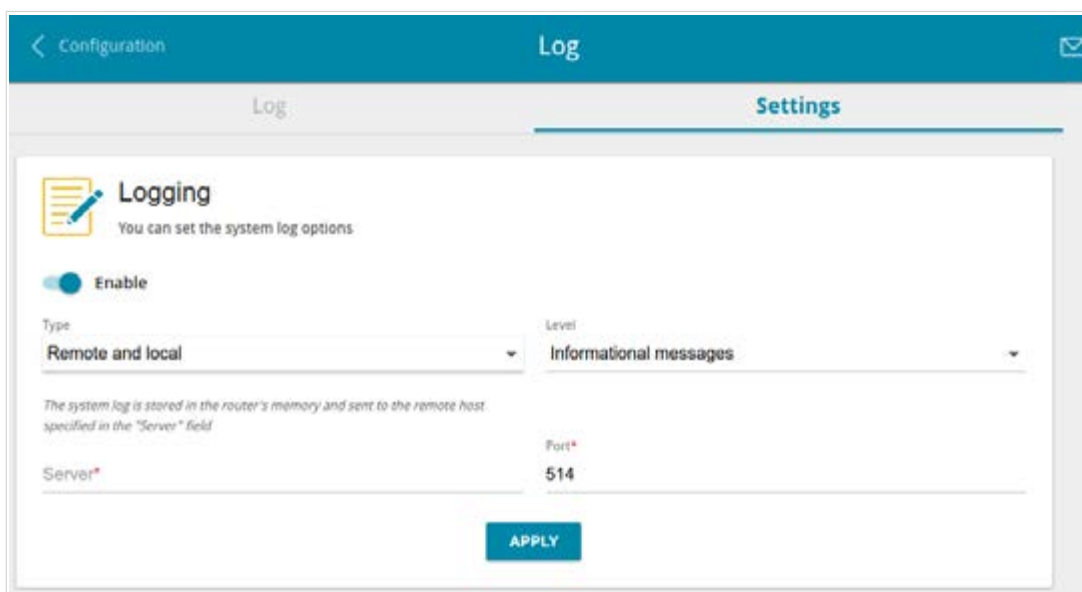 Configuration
Log
Log
Settings
Logging
You can set the system log options
Enable
Type
Level
Remote and local
Informational messages
The system log is stored in the router's memory and sent to the remote host
specified in the "Server" field
Port*
Server*
514
APPLY